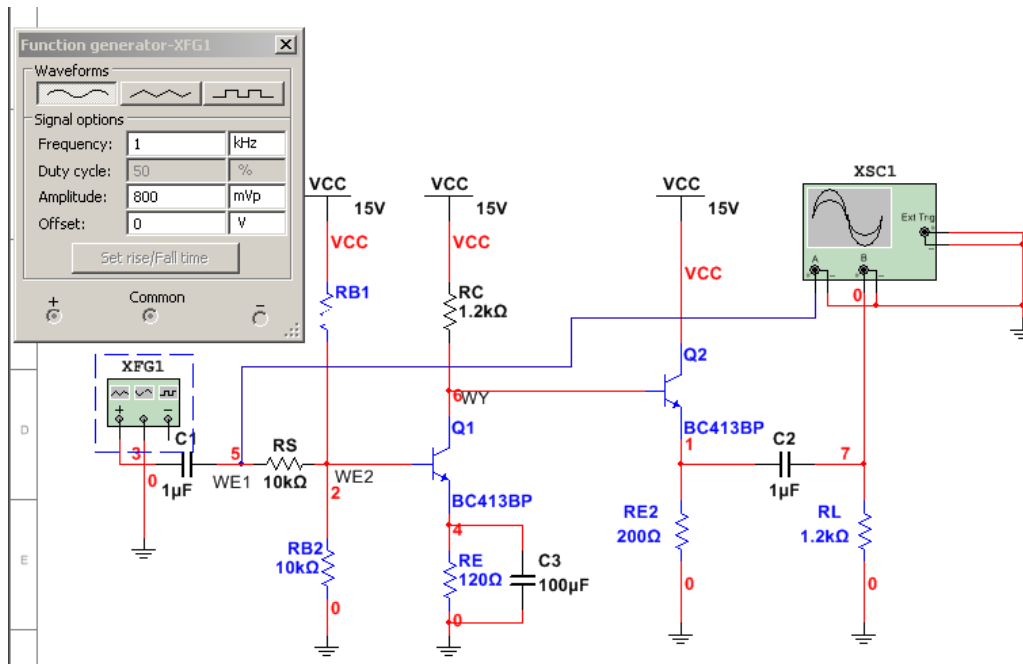 Function generator-XFG1
Waveforms
Signal options
Frequency: 1 kHz
Duty cycle: 50 %
Amplitude: 800 mVp
Offset: 0 V
Set rise/Fall time
+ Common −
XSC1
Ext Trig
+
−
A B
+ − + −
0
VCC VCC VCC
15V 15V 15V
VCC VCC VCC
RB1
RC
1.2kΩ
Q2
BC413BP
1
XFG1
+ −
3
0
C1
1µF
5
WE1
RS
10kΩ
WE2
2
6
WY
Q1
BC413BP
4
C2
1µF
7
RB2
10kΩ
0
RE
120Ω
0
C3
100µF
RE2
200Ω
0
RL
1.2kΩ
0
D
E